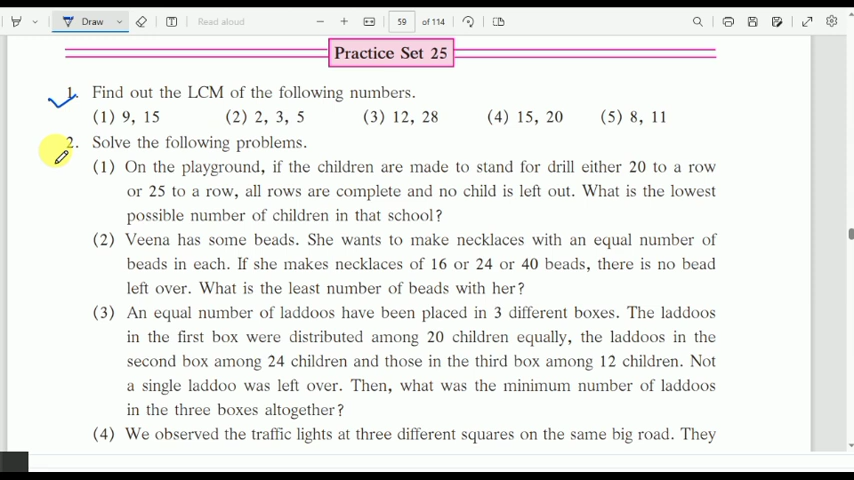 Draw
Read aloud
59 of 114
Practice Set 25
1. Find out the LCM of the following numbers.
(1) 9, 15 (2) 2, 3, 5 (3) 12, 28 (4) 15, 20 (5) 8, 11
2. Solve the following problems.
(1) On the playground, if the children are made to stand for drill either 20 to a row
or 25 to a row, all rows are complete and no child is left out. What is the lowest
possible number of children in that school?
(2) Veena has some beads. She wants to make necklaces with an equal number of
beads in each. If she makes necklaces of 16 or 24 or 40 beads, there is no bead
left over. What is the least number of beads with her?
(3) An equal number of laddoos have been placed in 3 different boxes. The laddoos
in the first box were distributed among 20 children equally, the laddoos in the
second box among 24 children and those in the third box among 12 children. Not
a single laddoo was left over. Then, what was the minimum number of laddoos
in the three boxes altogether?
(4) We observed the traffic lights at three different squares on the same big road. They